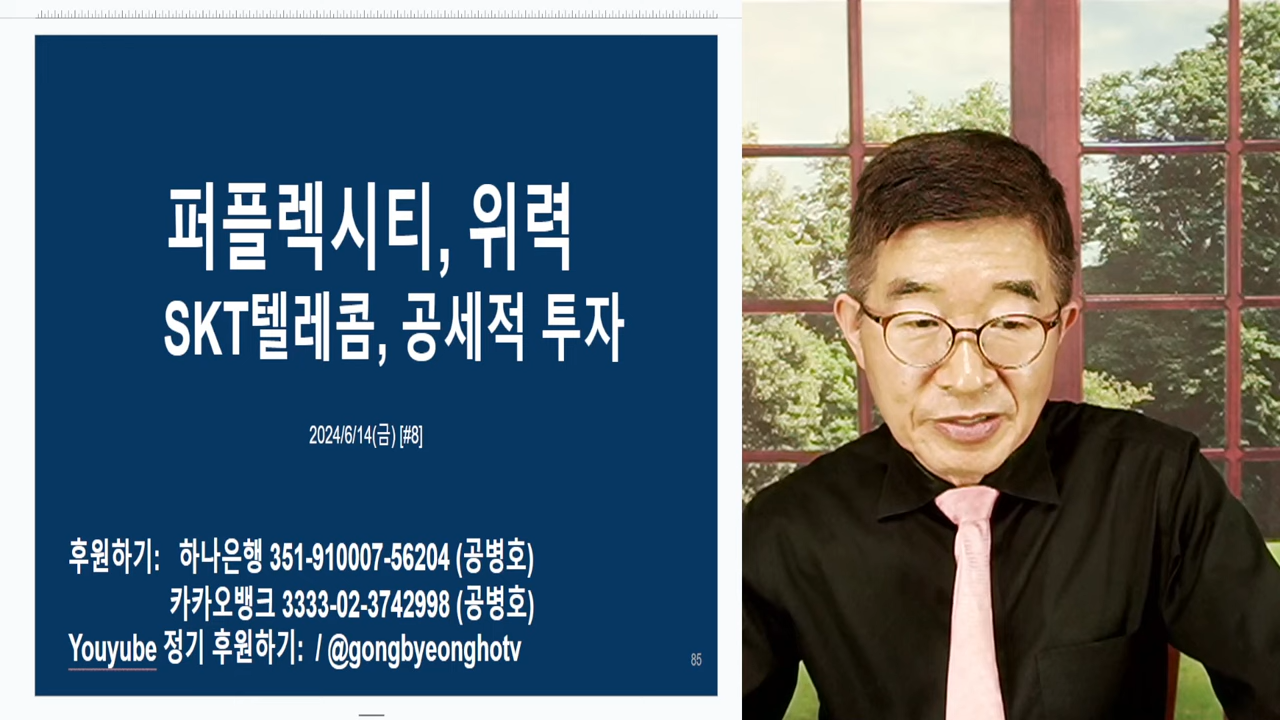 퍼플렉시티, 위력
SKT텔레콤, 공세적 투자
2024/6/14(금) [#8]
후원하기: 하나은행 351-910007-56204 (공병호)
카카오뱅크 3333-02-3742998 (공병호)
Youyube 정기 후원하기: / @gongbyeonghotv
85